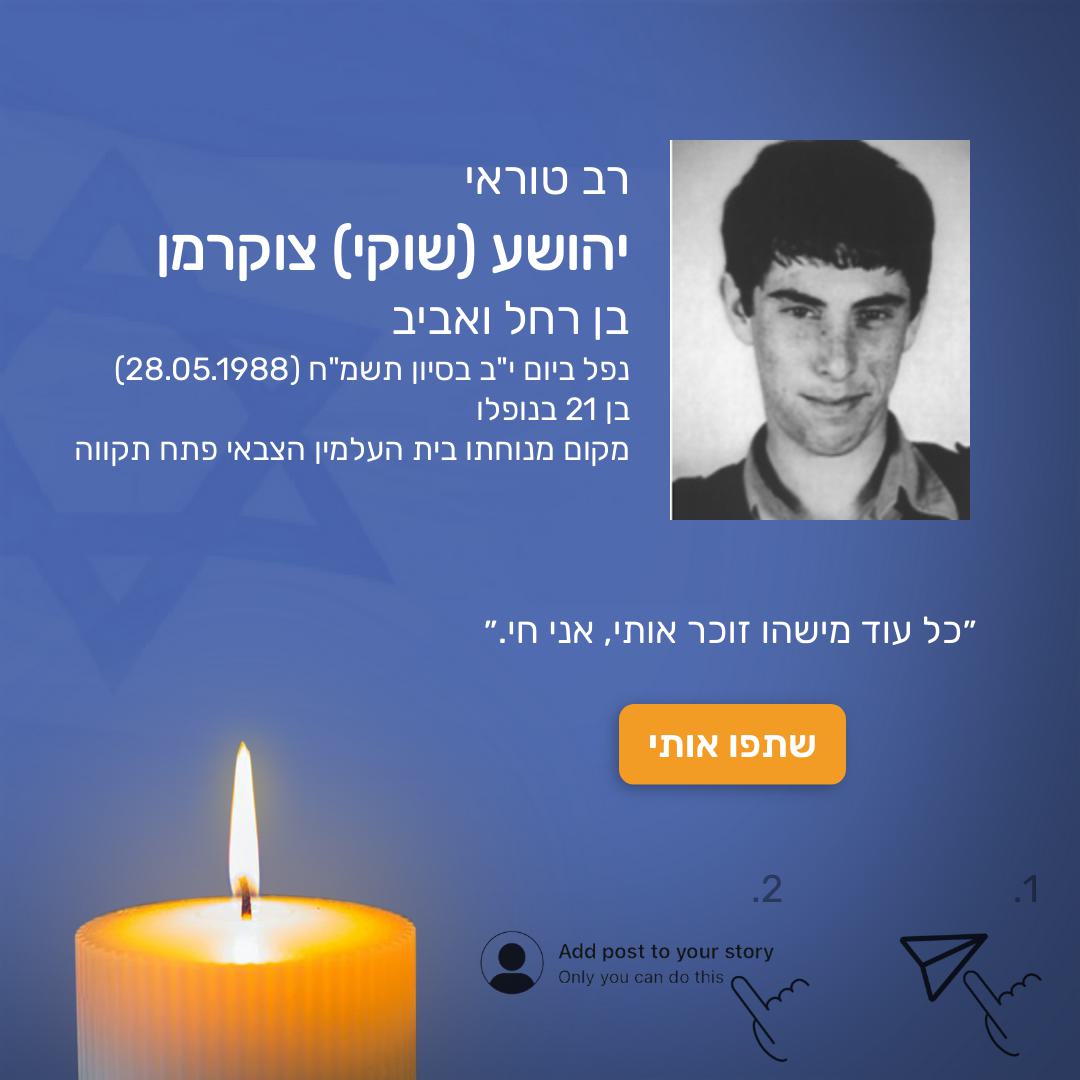 רב טוראי
יהושע (שוקי) צוקרמן
בן רחל ואביב
נפל ביום י"ב בסיון תשמ"ח (28.05.1988)
בן 21 בנופלו
מקום מנוחתו בית העלמין הצבאי פתח תקווה
״כל עוד מישהו זוכר אותי, אני חי.״
שתפו אותי
1.
2.
Add post to your story
Only you can do this